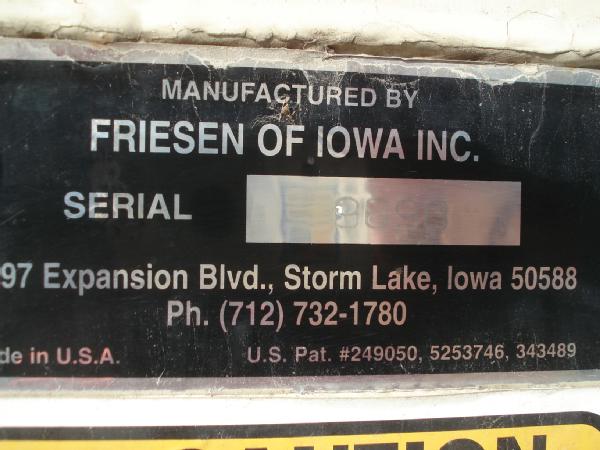 MANUFACTURED BY
FRIESEN OF IOWA INC.
SERIAL
97 Expansion Blvd., Storm Lake, Iowa 50588
Ph. (712) 732-1780
de in U.S.A. U.S. Pat. #249050, 5253746, 343489
CAUTION